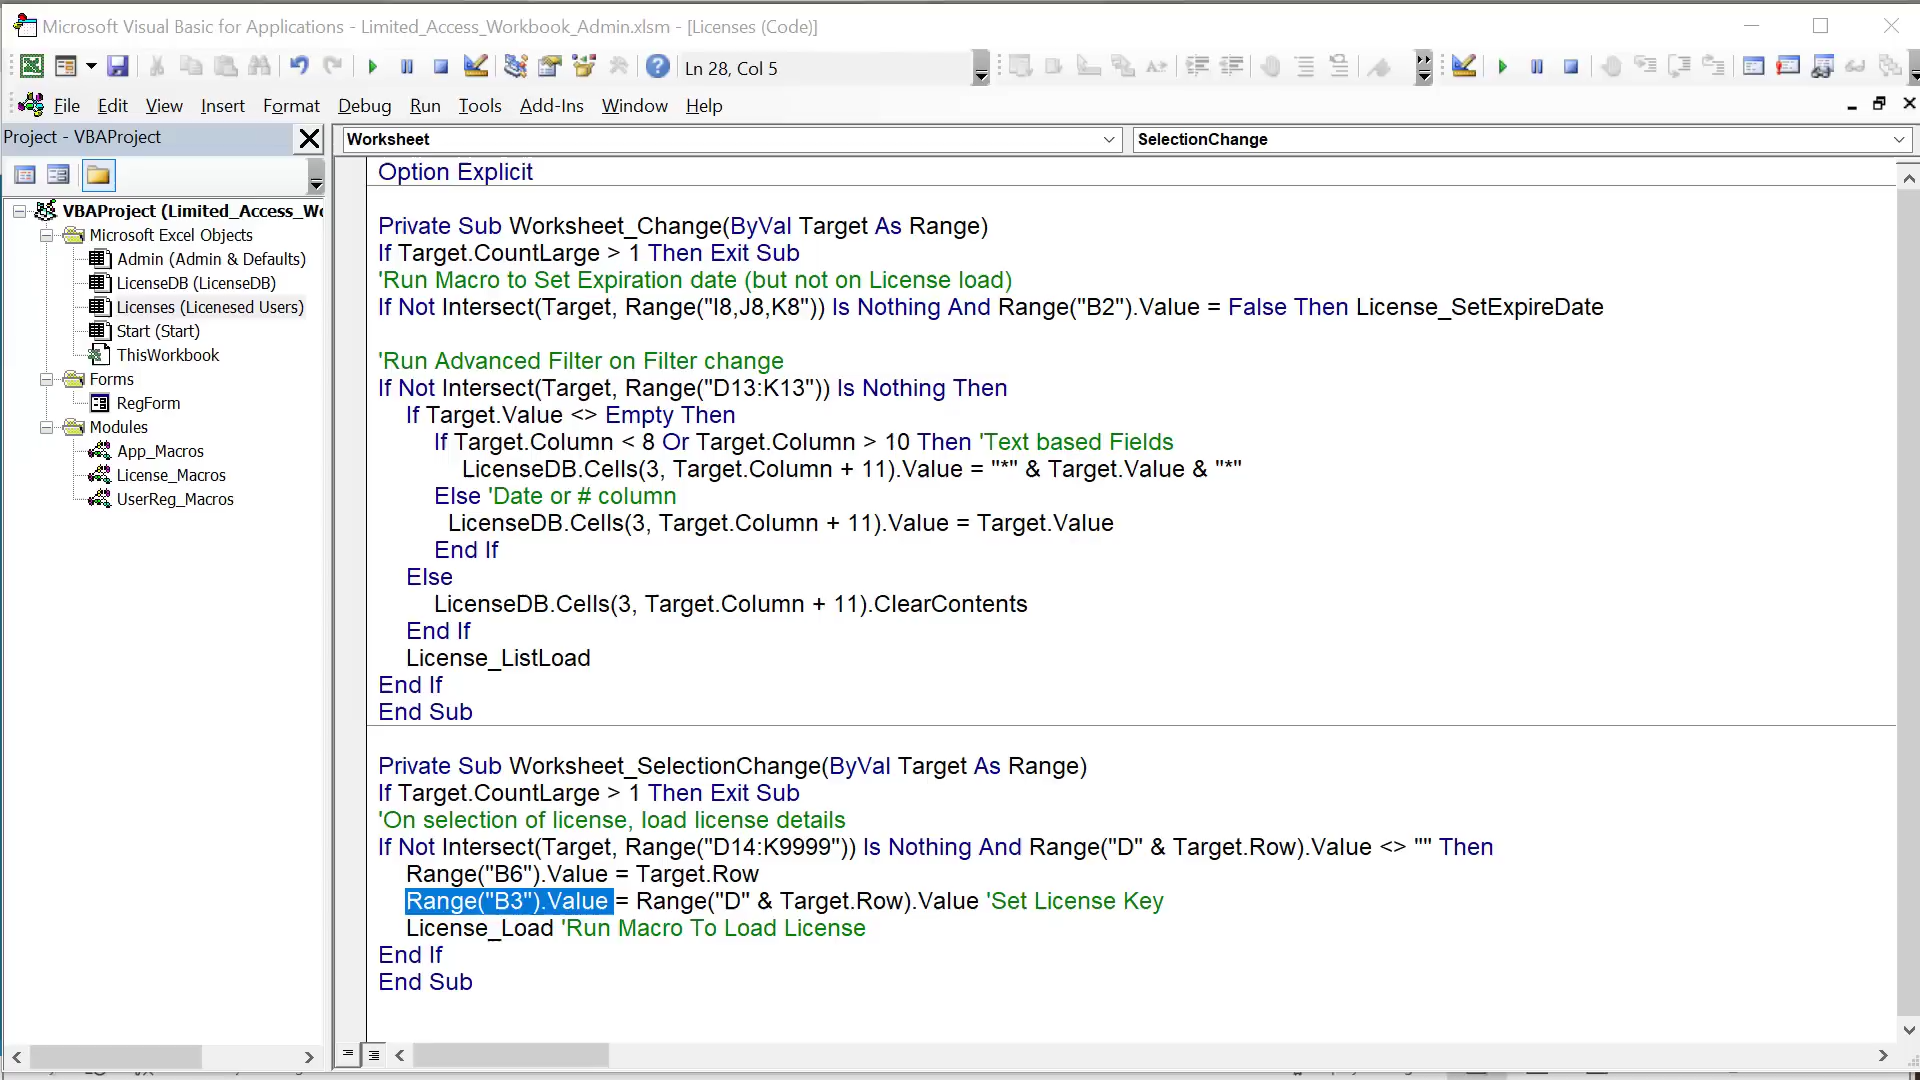 Microsoft Visual Basic for Applications - Limited_Access_Workbook_Admin.xlsm - [Licenses (Code)]
Ln 28, Col 5
File Edit View Insert Format Debug Run Tools Add-Ins Window Help
Project - VBAProject
Worksheet
SelectionChange
VBAProject (Limited_Access_Wo
Microsoft Excel Objects
Admin (Admin & Defaults)
LicenseDB (LicenseDB)
Licenses (Licenesed Users)
Start (Start)
ThisWorkbook
Forms
RegForm
Modules
App_Macros
License_Macros
UserReg_Macros
Option Explicit
Private Sub Worksheet_Change(ByVal Target As Range)
If Target.CountLarge > 1 Then Exit Sub
'Run Macro to Set Expiration date (but not on License load)
If Not Intersect(Target, Range("I8,J8,K8")) Is Nothing And Range("B2").Value = False Then License_SetExpireDate
'Run Advanced Filter on Filter change
If Not Intersect(Target, Range("D13:K13")) Is Nothing Then
If Target.Value <> Empty Then
If Target.Column < 8 Or Target.Column > 10 Then 'Text based Fields
LicenseDB.Cells(3, Target.Column + 11).Value = "*" & Target.Value & "*"
Else 'Date or # column
LicenseDB.Cells(3, Target.Column + 11).Value = Target.Value
End If
Else
LicenseDB.Cells(3, Target.Column + 11).ClearContents
End If
License_ListLoad
End If
End Sub
Private Sub Worksheet_SelectionChange(ByVal Target As Range)
If Target.CountLarge > 1 Then Exit Sub
'On selection of license, load license details
If Not Intersect(Target, Range("D14:K9999")) Is Nothing And Range("D" & Target.Row).Value <> "" Then
Range("B6").Value = Target.Row
Range("B3").Value = Range("D" & Target.Row).Value 'Set License Key
License_Load 'Run Macro To Load License
End If
End Sub